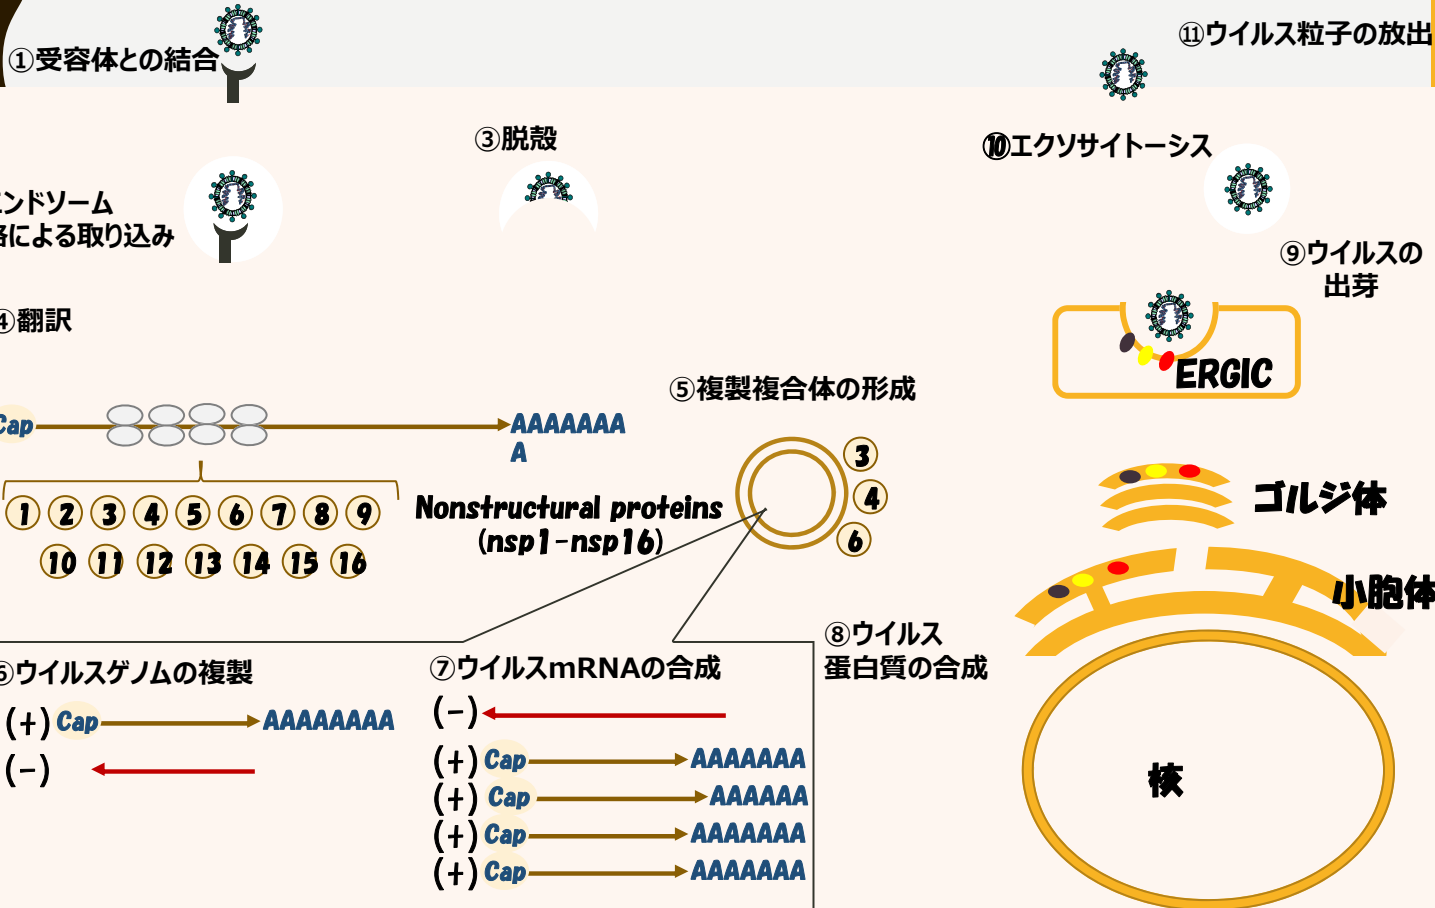 ①受容体との結合
⑪ウイルス粒子の放出
③脱殻
⑩エクソサイトーシス
ンドソーム
による取り込み
⑨ウイルスの
出芽
④翻訳
ERGIC
⑤複製複合体の形成
Cap
AAAAAAA
A
3
4
6
1 2 3 4 5 6 7 8 9
10 11 12 13 14 15 16
Nonstructural proteins
(nsp1-nsp16)
ゴルジ体
小胞体
⑥ウイルスゲノムの複製
(+) Cap AAAAAAAA
(-)
⑦ウイルスmRNAの合成
(-)
(+) Cap AAAAAAA
(+) Cap AAAAAA
(+) Cap AAAAAAA
(+) Cap AAAAAAA
⑧ウイルス
蛋白質の合成
核